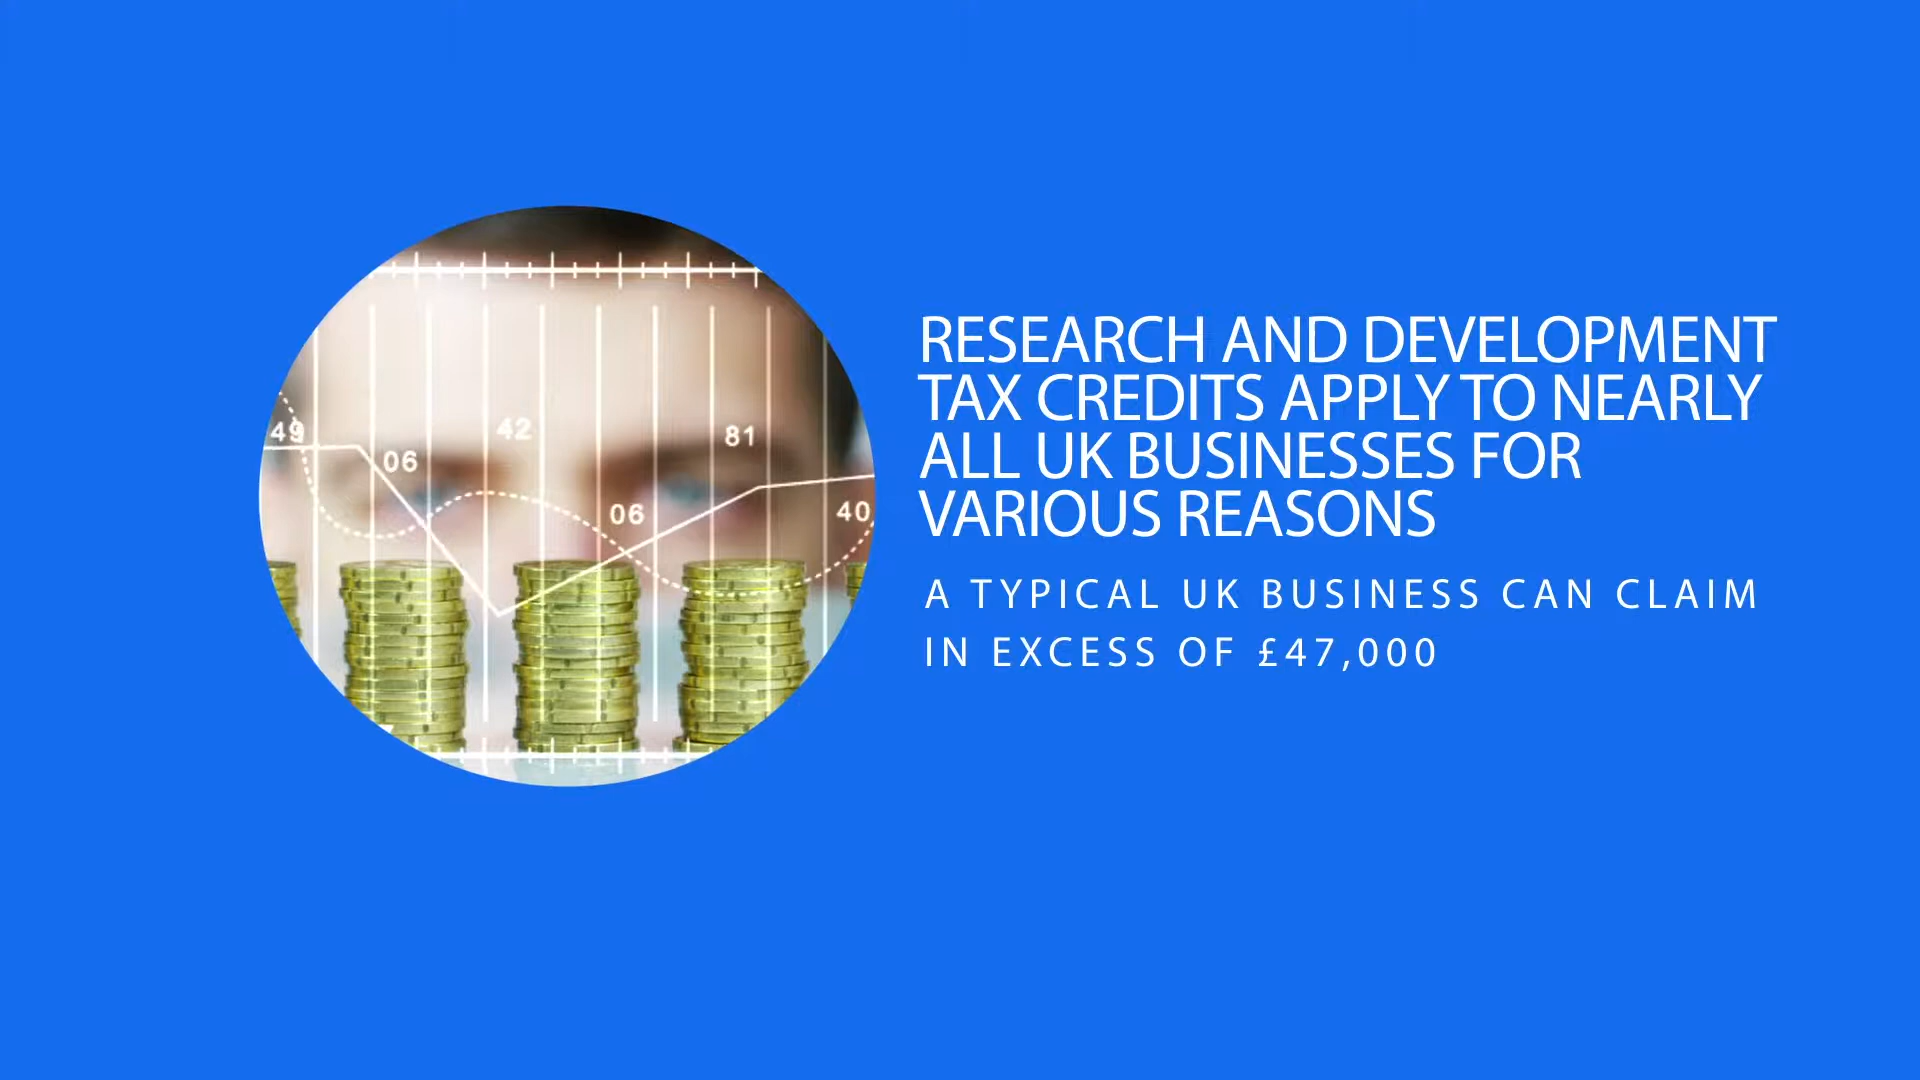 49
06
42
06
81
40
RESEARCH AND DEVELOPMENT
TAX CREDITS APPLY TO NEARLY
ALL UK BUSINESSES FOR
VARIOUS REASONS
A TYPICAL UK BUSINESS CAN CLAIM
IN EXCESS OF £47,000